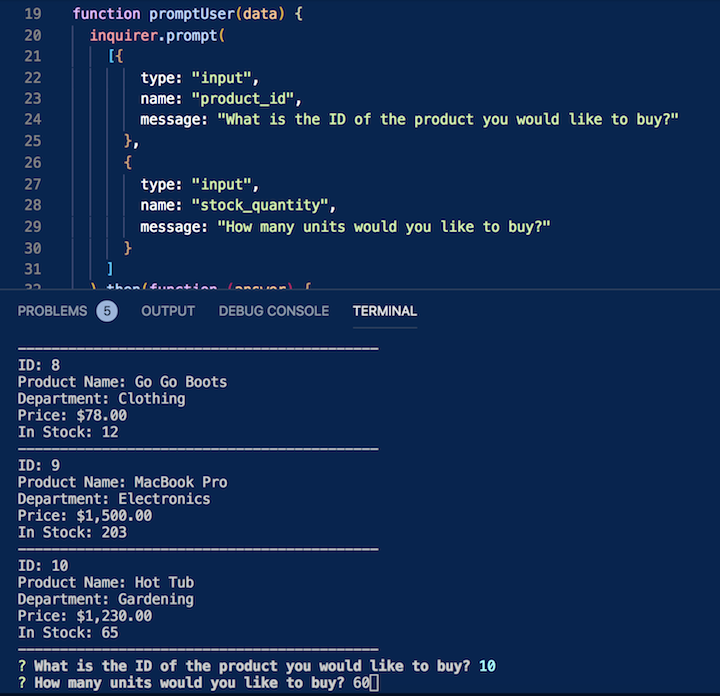 19 function promptUser(data) {
20 inquirer.prompt(
21 [{
22 type: "input",
23 name: "product_id",
24 message: "What is the ID of the product you would like to buy?"
25 },
26 {
27 type: "input",
28 name: "stock_quantity",
29 message: "How many units would you like to buy?"
30 }
31 ]
32 ).then(function (answer) {
PROBLEMS 5 OUTPUT DEBUG CONSOLE TERMINAL
ID: 8
Product Name: Go Go Boots
Department: Clothing
Price: $78.00
In Stock: 12
ID: 9
Product Name: MacBook Pro
Department: Electronics
Price: $1,500.00
In Stock: 203
ID: 10
Product Name: Hot Tub
Department: Gardening
Price: $1,230.00
In Stock: 65
? What is the ID of the product you would like to buy? 10
? How many units would you like to buy? 60